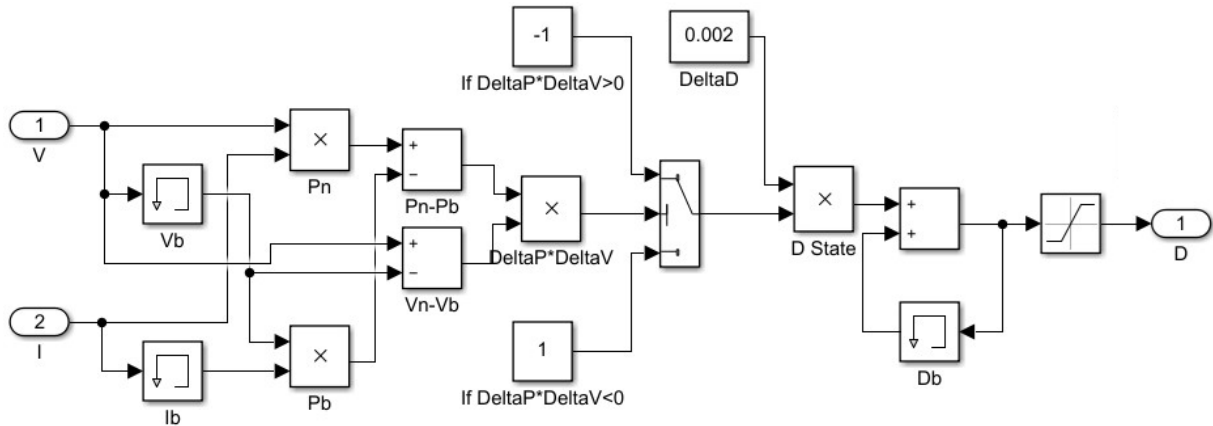 -1
If DeltaP*DeltaV>0
0.002
DeltaD
1
V
×
Pn
+
−
Pn-Pb
Vb
×
DeltaP*DeltaV
+
−
Vn-Vb
×
D State
+
+
1
D
2
I
Ib
×
Pb
1
If DeltaP*DeltaV<0
Db